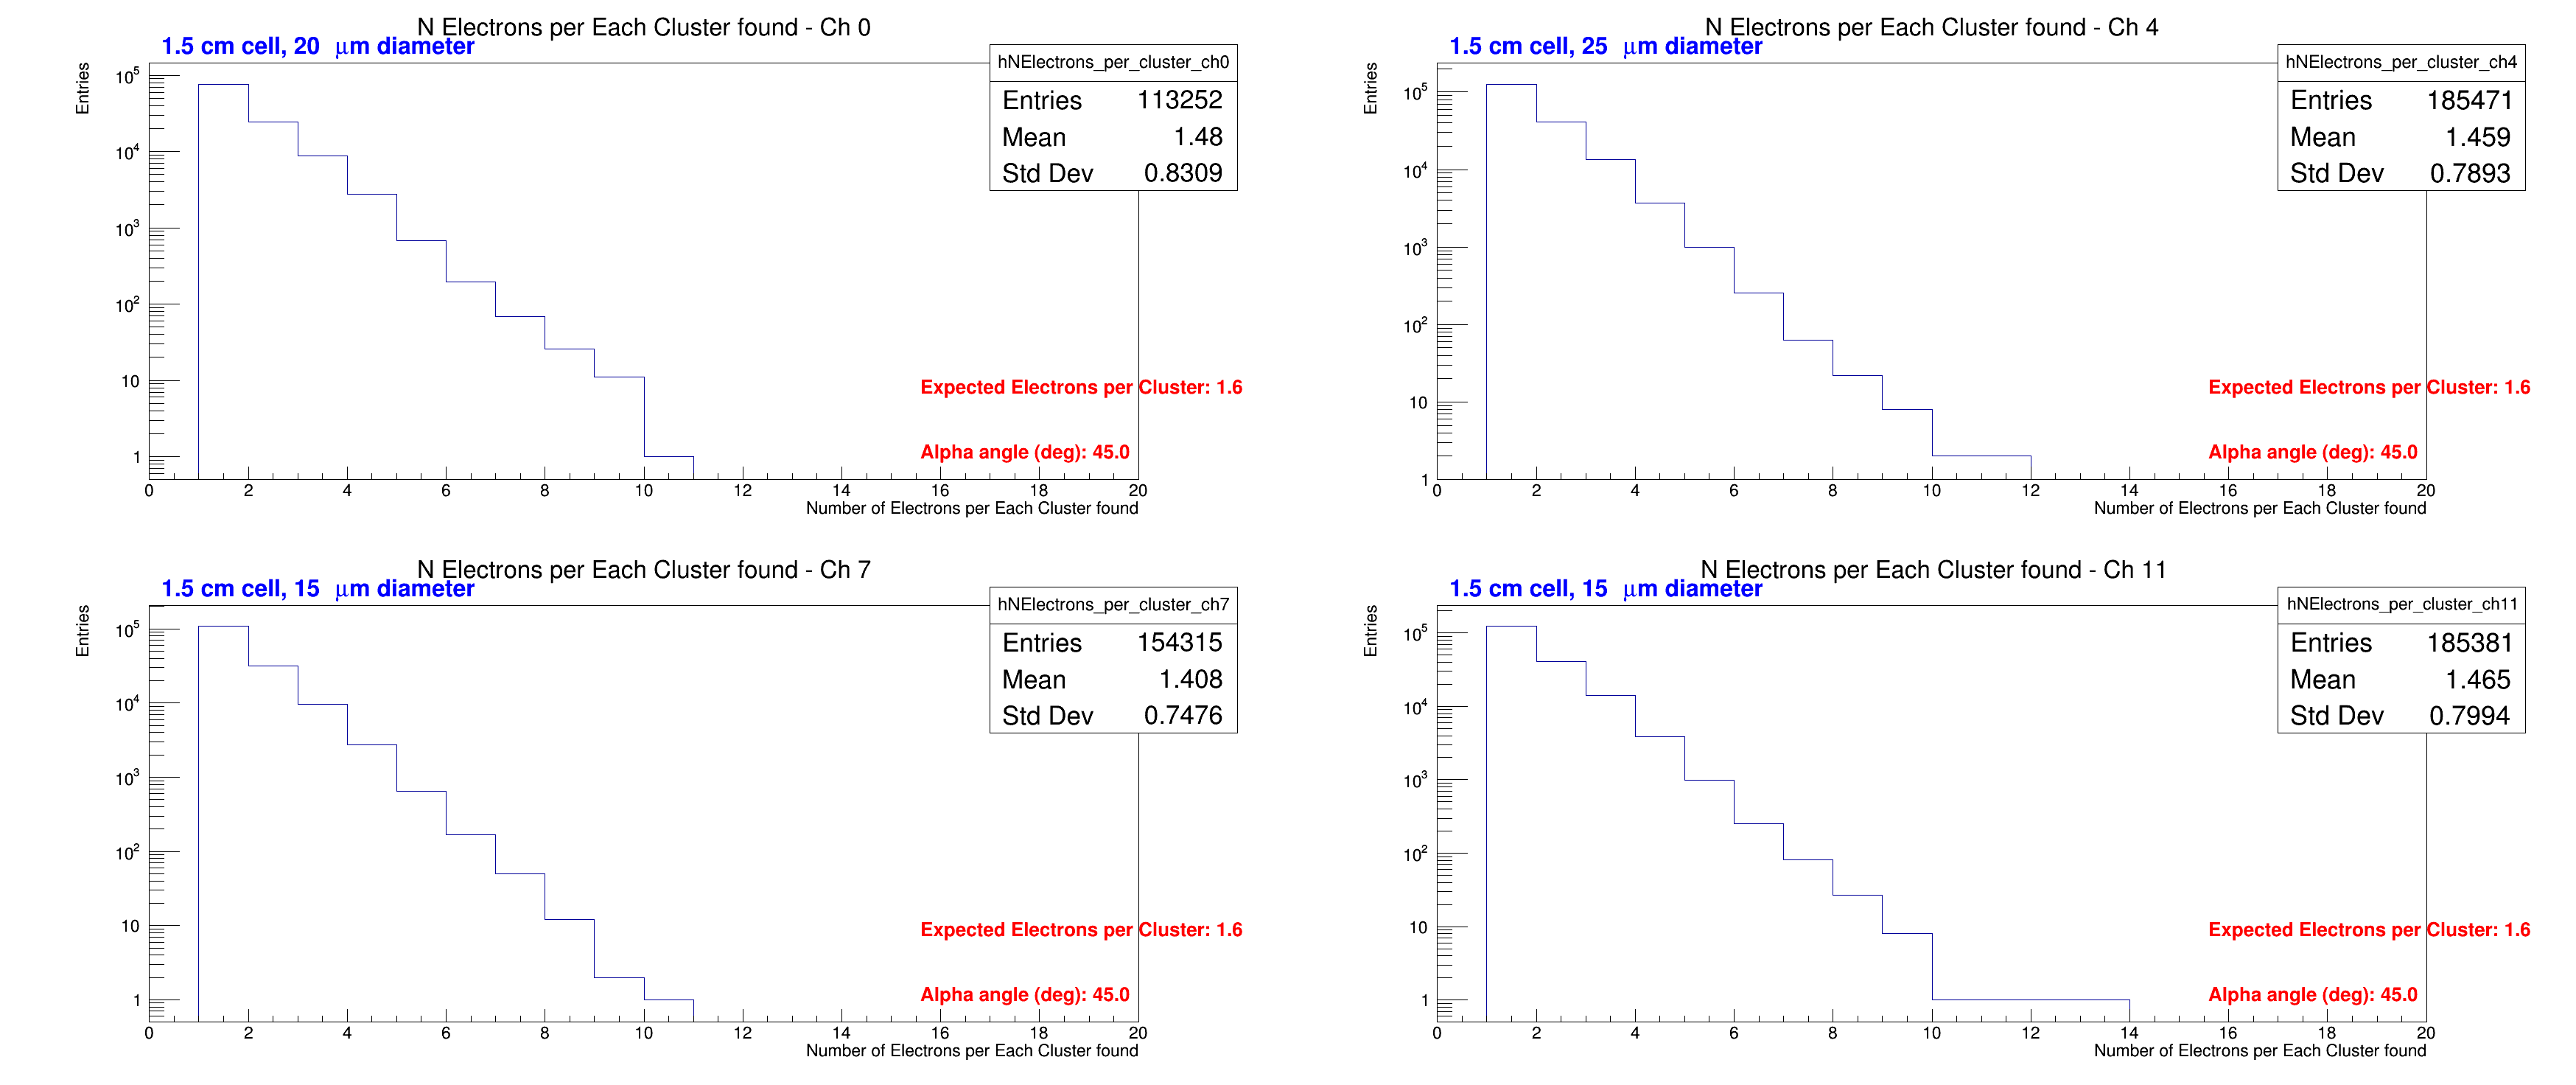 N Electrons per Each Cluster found - Ch 0
1.5 cm cell, 20 μm diameter
hNElectrons_per_cluster_ch0
Entries 113252
Mean 1.48
Std Dev 0.8309
Entries
10^5
10^4
10^3
10^2
10
1
Expected Electrons per Cluster: 1.6
Alpha angle (deg): 45.0
0 2 4 6 8 10 12 14 16 18 20
Number of Electrons per Each Cluster found
N Electrons per Each Cluster found - Ch 4
1.5 cm cell, 25 μm diameter
hNElectrons_per_cluster_ch4
Entries 185471
Mean 1.459
Std Dev 0.7893
Entries
10^5
10^4
10^3
10^2
10
1
Expected Electrons per Cluster: 1.6
Alpha angle (deg): 45.0
0 2 4 6 8 10 12 14 16 18 20
Number of Electrons per Each Cluster found
N Electrons per Each Cluster found - Ch 7
1.5 cm cell, 15 μm diameter
hNElectrons_per_cluster_ch7
Entries 154315
Mean 1.408
Std Dev 0.7476
Entries
10^5
10^4
10^3
10^2
10
1
Expected Electrons per Cluster: 1.6
Alpha angle (deg): 45.0
0 2 4 6 8 10 12 14 16 18 20
Number of Electrons per Each Cluster found
N Electrons per Each Cluster found - Ch 11
1.5 cm cell, 15 μm diameter
hNElectrons_per_cluster_ch11
Entries 185381
Mean 1.465
Std Dev 0.7994
Entries
10^5
10^4
10^3
10^2
10
1
Expected Electrons per Cluster: 1.6
Alpha angle (deg): 45.0
0 2 4 6 8 10 12 14 16 18 20
Number of Electrons per Each Cluster found